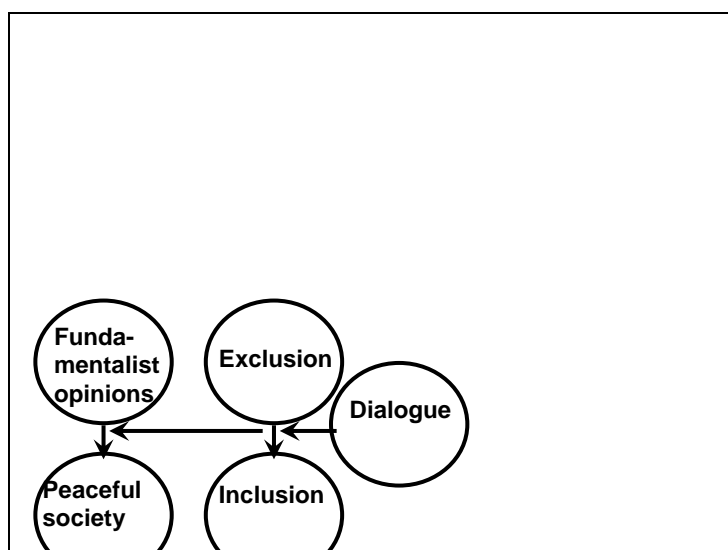 Funda-
mentalist
opinions
Exclusion
Dialogue
Peaceful
society
Inclusion